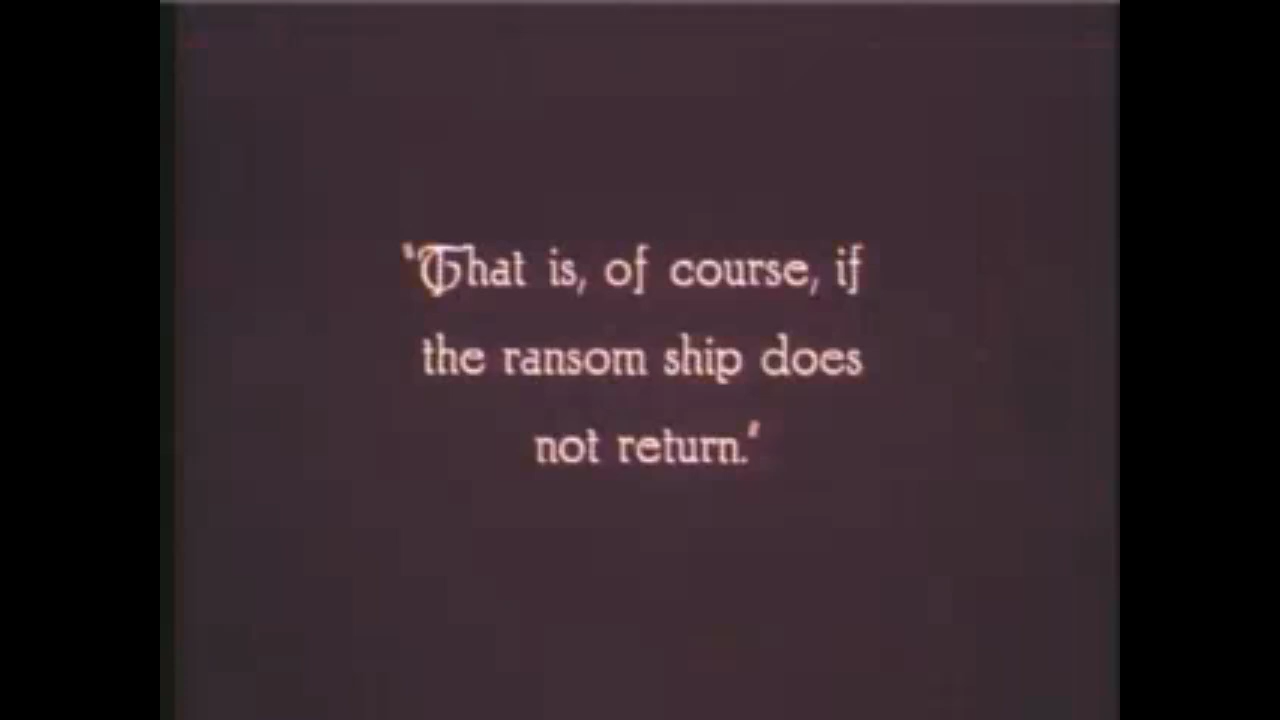 "That is, of course, if
the ransom ship does
not return."